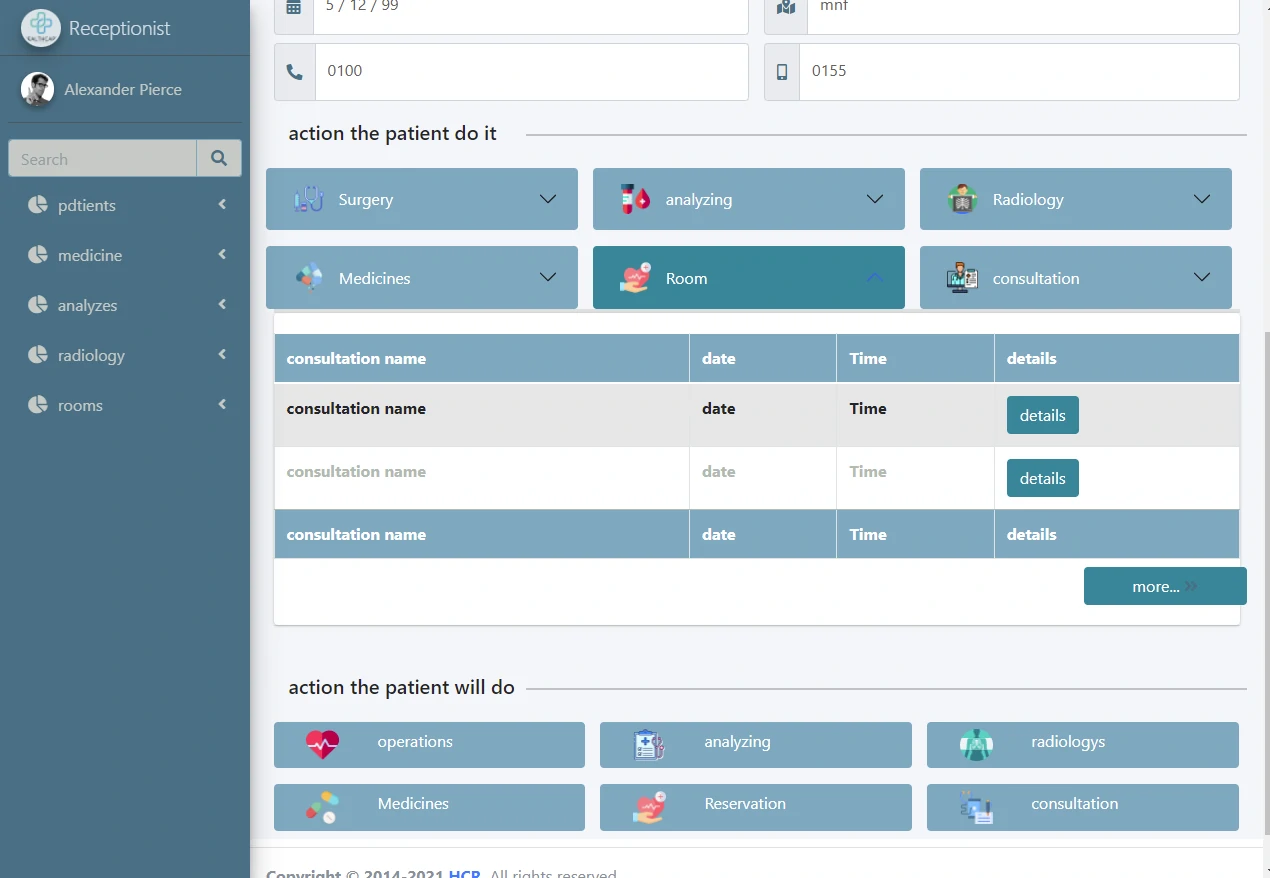 Receptionist
Alexander Pierce
Search
pdtients
medicine
analyzes
radiology
rooms
5 / 12 / 99
mnf
0100
0155
action the patient do it
Surgery
analyzing
Radiology
Medicines
Room
consultation
consultation name date Time details
consultation name date Time details
consultation name date Time details
consultation name date Time details
more... »
action the patient will do
operations
analyzing
radiologys
Medicines
Reservation
consultation
Copyright © 2014-2021 HCR. All rights reserved